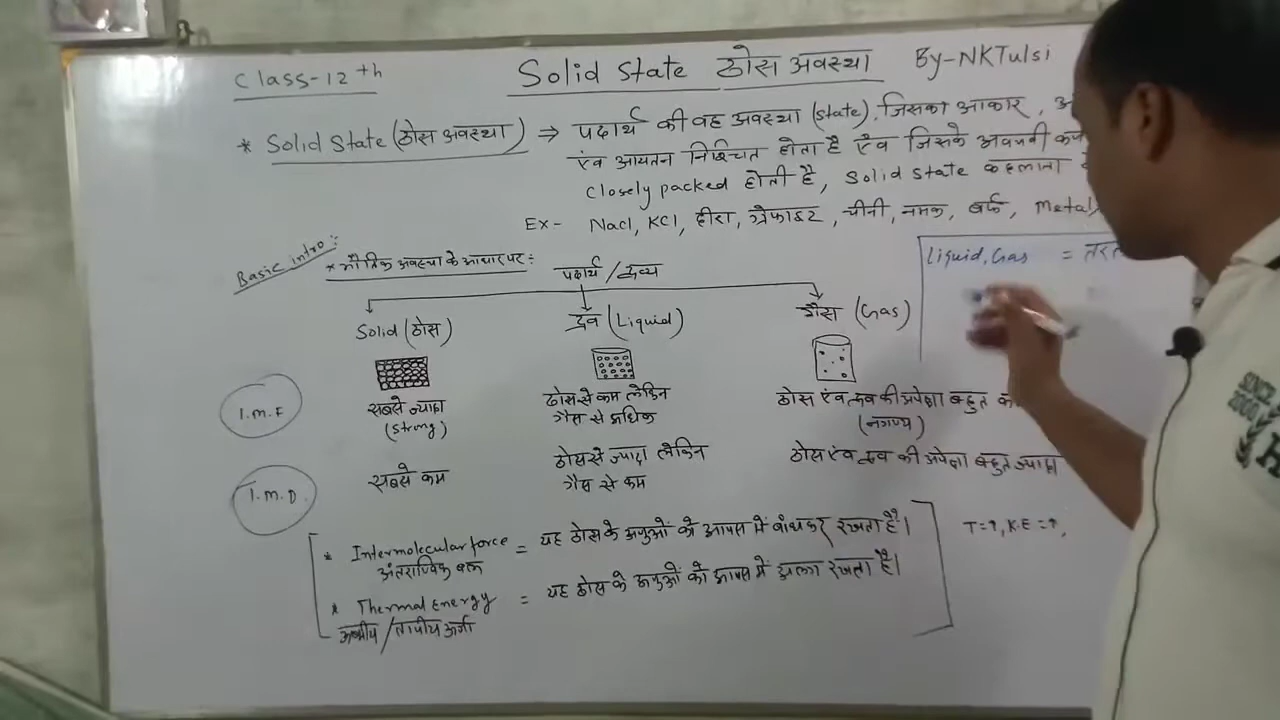 Class-12th
Solid State ठोस अवस्था
By-NKTulsi
* Solid State (ठोस अवस्था) ⇒ पदार्थ की वह अवस्था (state), जिसका आकार,
एंव आयतन निश्चित होता है एंव जिसके अवयवी
Closely packed होती है, Solid State कहलाता
Ex- Nacl, KCl, हीरा, ग्रेफाइट, चीनी, नमक, बर्फ, Metal,
Basic intro:
* भौतिक अवस्था के आधार पर :
पदार्थ / द्रव्य
Liquid, Gas =
Solid (ठोस) द्रव (Liquid) गैस (Gas)
I.M.F
सबसे ज्यादा
(strong)
ठोस से कम लेकिन
गैस से अधिक
ठोस एंव द्रव की अपेक्षा बहुत
(नगण्य)
I.M.D.
सबसे कम
ठोस से ज्यादा लेकिन
गैस से कम
ठोस एंव द्रव की अपेक्षा बहुत ज्यादा
* Intermolecular force = यह ठोस के अणुओं को आपस में बांधकर रखता है।
अंतराण्विक बल
* Thermal Energy = यह ठोस के अणुओं को आपस में अलग रखता है।
ऊष्मीय / तापीय ऊर्जा
T=↑, K.E=↑,
SINCE